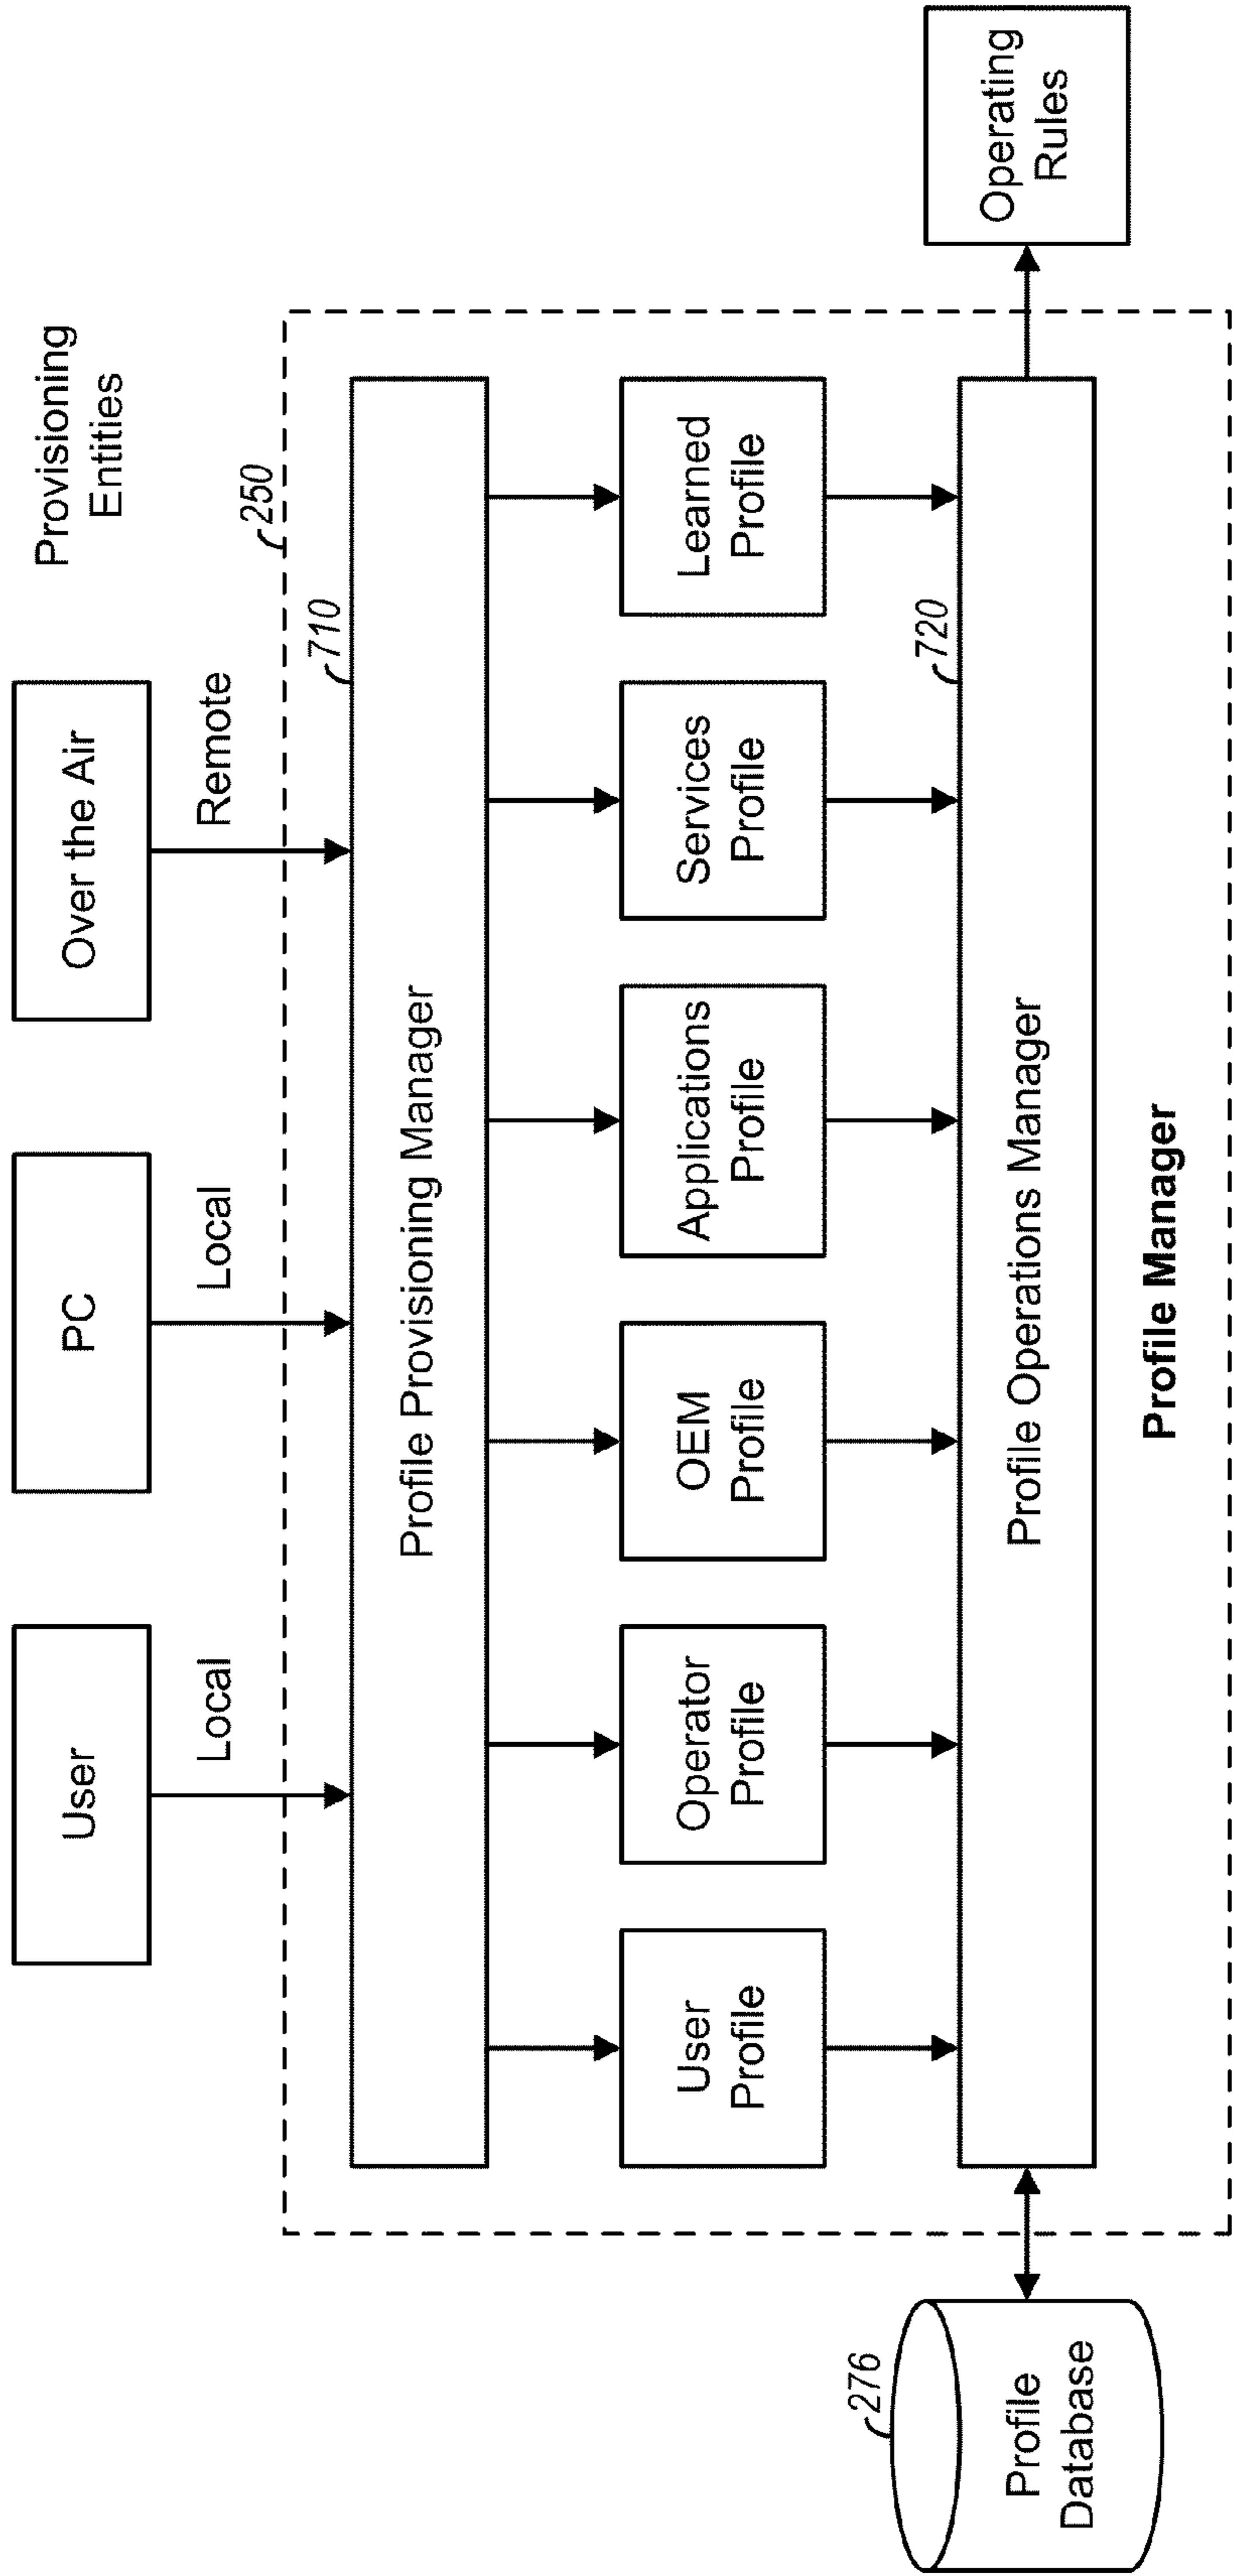 User
PC
Over the Air
Provisioning
Entities
Local
Local
Remote
250
710
Profile Provisioning Manager
User
Profile
Operator
Profile
OEM
Profile
Applications
Profile
Services
Profile
Learned
Profile
720
276
Profile
Database
Profile Operations Manager
Operating
Rules
Profile Manager